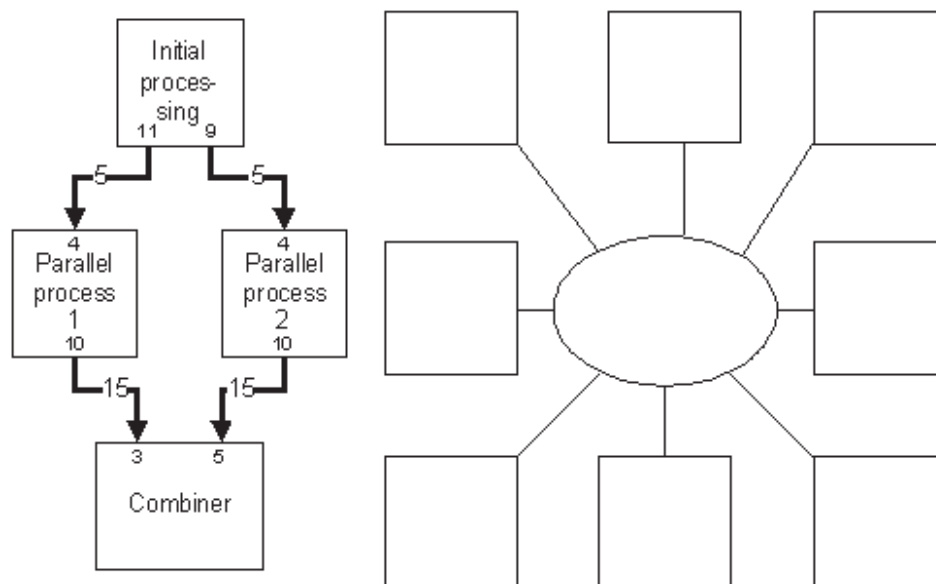 Initial
proces-
sing
11 9
5 5
4 4
Parallel
process
1
10
Parallel
process
2
10
15 15
3 5
Combiner